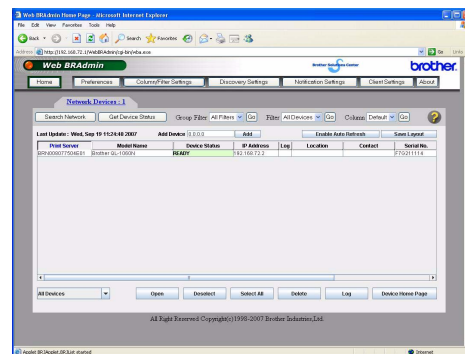 Web BRAdmin Home Page - Microsoft Internet Explorer
File Edit View Favorites Tools Help
Back Search Favorites
Address http://192.168.72.1/WebBRAdmin/cgi-bin/wba.exe Go Links
Web BRAdmin Brother Solutions Center brother.
Home Preferences Column/Filter Settings Discovery Settings Notification Settings Client Settings About
Network Devices : 1
Search Network Get Device Status Group Filter All Filters Go Filter All Devices Go Column Default Go ?
Last Update : Wed, Sep 19 11:24:48 2007 Add Device 0.0.0.0 Add Enable Auto Refresh Save Layout
Print Server Model Name Device Status IP Address Log Location Contact Serial No.
Brother QL-1060N READY 192.168.72.2
All Devices Open Deselect Select All Delete Log Device Home Page
All Right Reserved Copyright(c)1998-2007 Brother Industries,Ltd.
Applet BRJApplet.BRJList started Internet